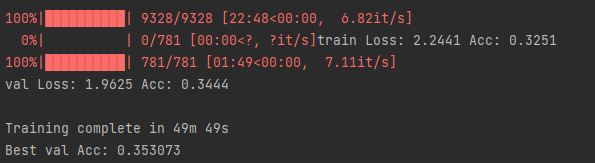 100%|██████████| 9328/9328 [22:48<00:00,  6.82it/s]
  0%|          | 0/781 [00:00<?, ?it/s]train Loss: 2.2441 Acc: 0.3251
100%|██████████| 781/781 [01:49<00:00,  7.11it/s]
val Loss: 1.9625 Acc: 0.3444
Training complete in 49m 49s
Best val Acc: 0.353073